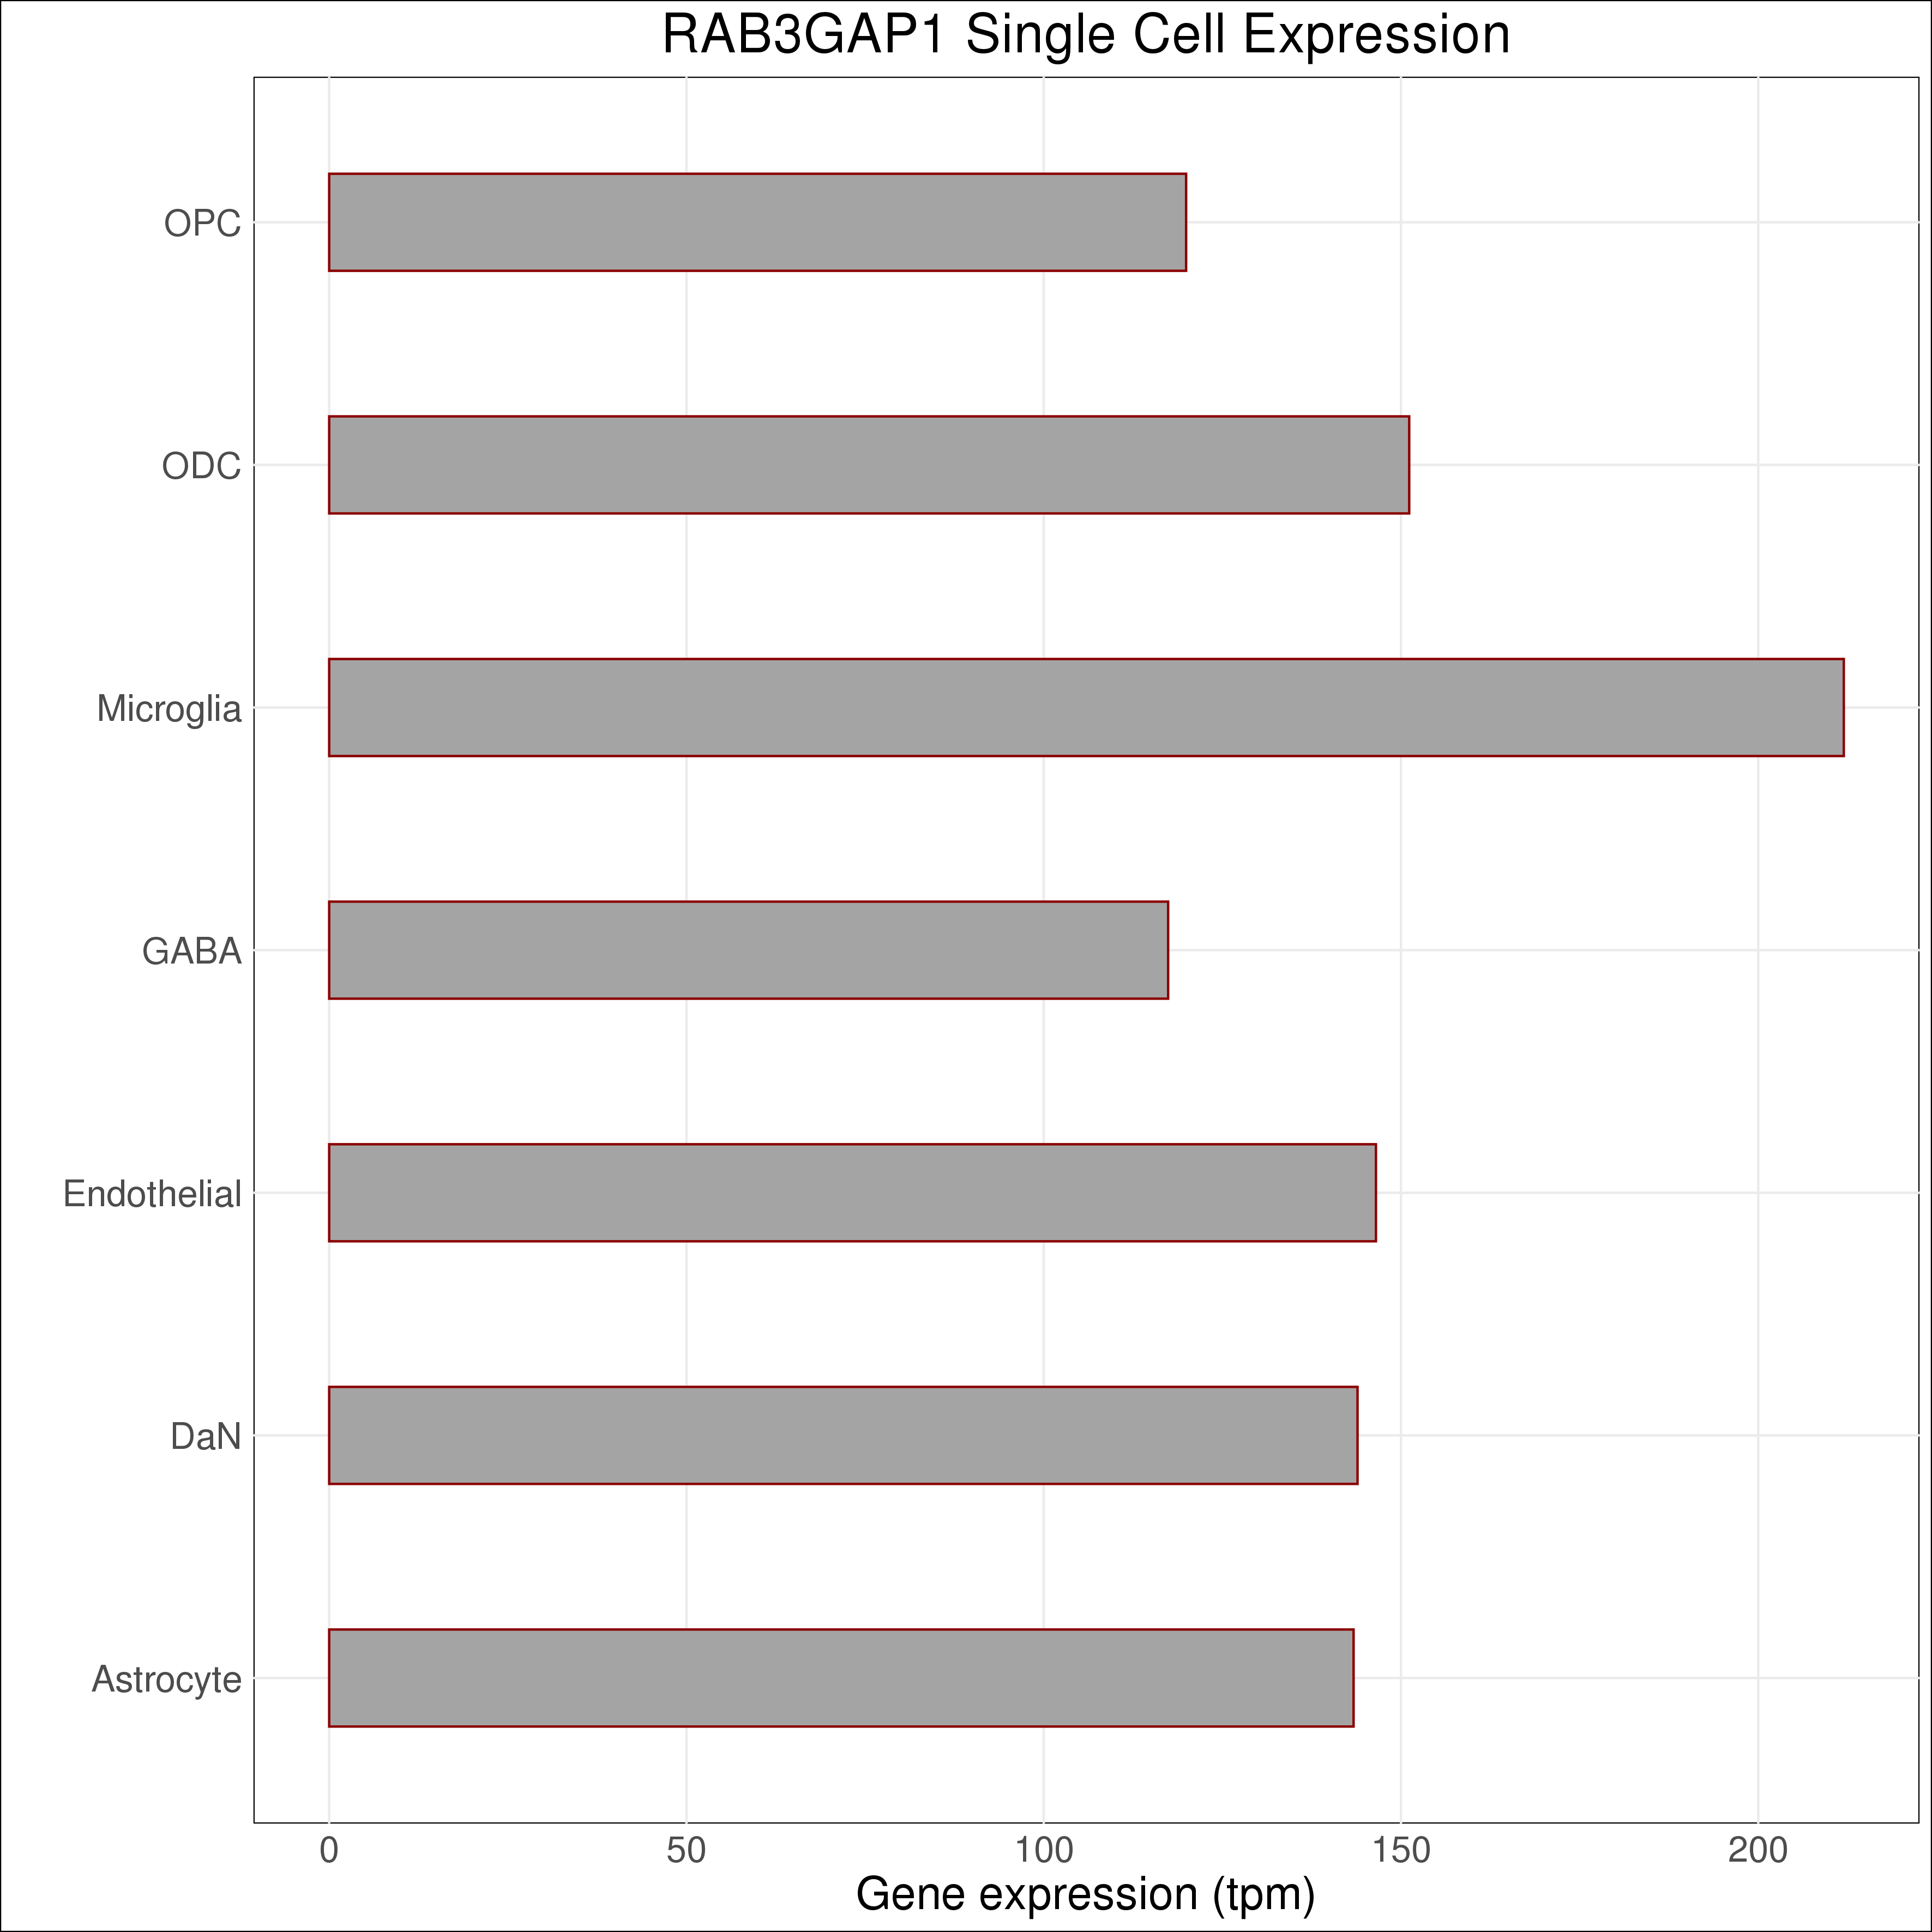 RAB3GAP1 Single Cell Expression
OPC
ODC
Microglia
GABA
Endothelial
DaN
Astrocyte
0 50 100 150 200
Gene expression (tpm)